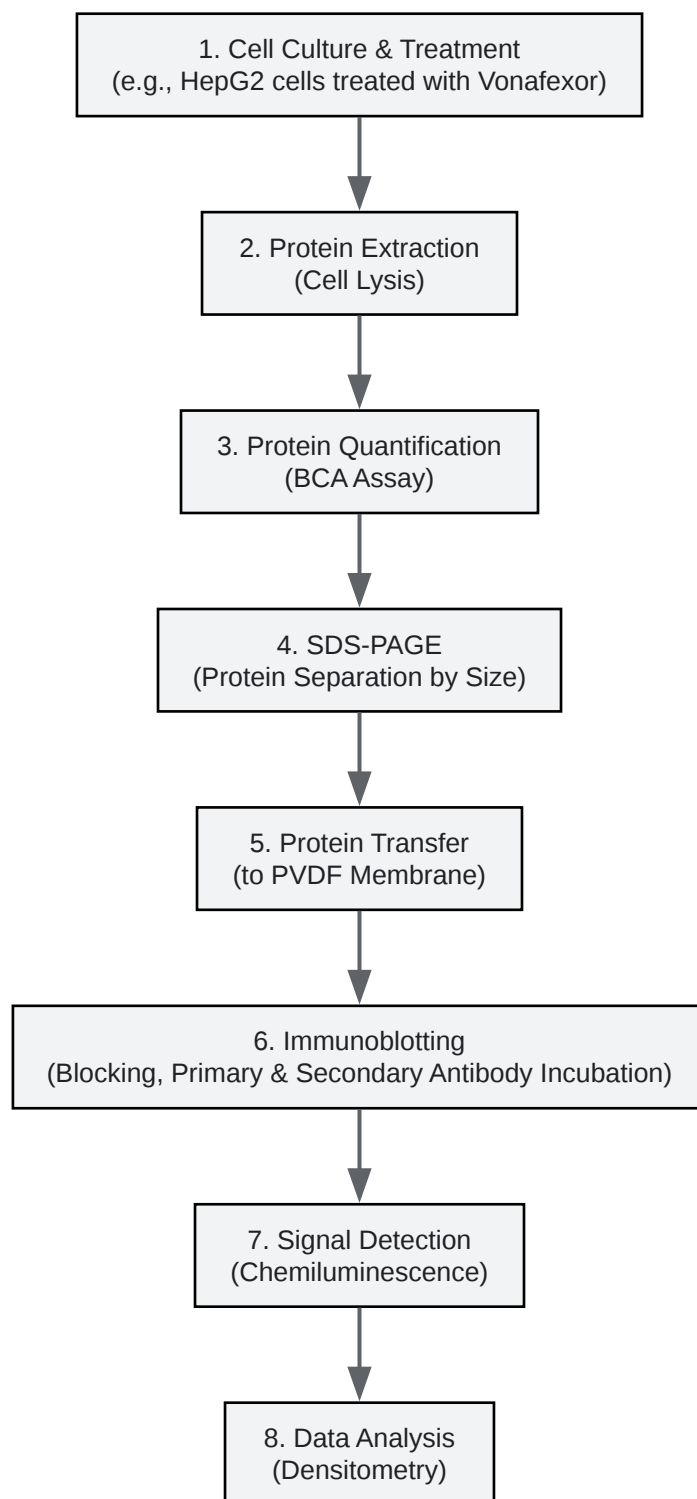 1. Cell Culture & Treatment
(e.g., HepG2 cells treated with Vonafexor)
2. Protein Extraction
(Cell Lysis)
3. Protein Quantification
(BCA Assay)
4. SDS-PAGE
(Protein Separation by Size)
5. Protein Transfer
(to PVDF Membrane)
6. Immunoblotting
(Blocking, Primary & Secondary Antibody Incubation)
7. Signal Detection
(Chemiluminescence)
8. Data Analysis
(Densitometry)